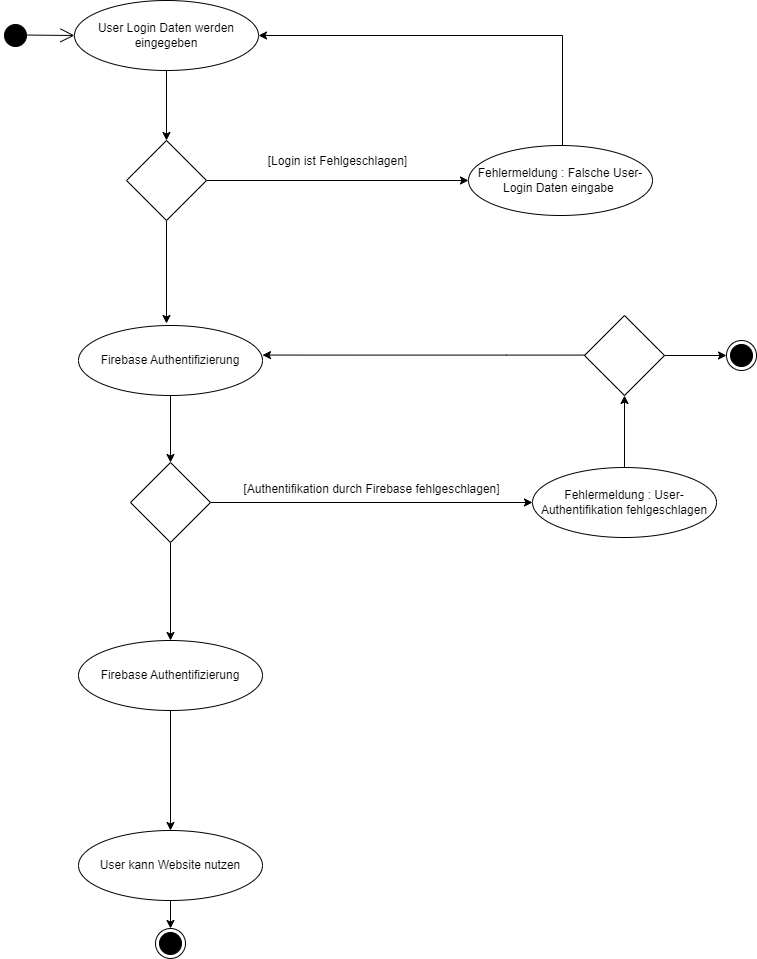 User Login Daten werden
eingegeben
[Login ist Fehlgeschlagen]
Fehlermeldung : Falsche User-
Login Daten eingabe
Firebase Authentifizierung
[Authentifikation durch Firebase fehlgeschlagen]
Fehlermeldung : User-
Authentifikation fehlgeschlagen
Firebase Authentifizierung
User kann Website nutzen